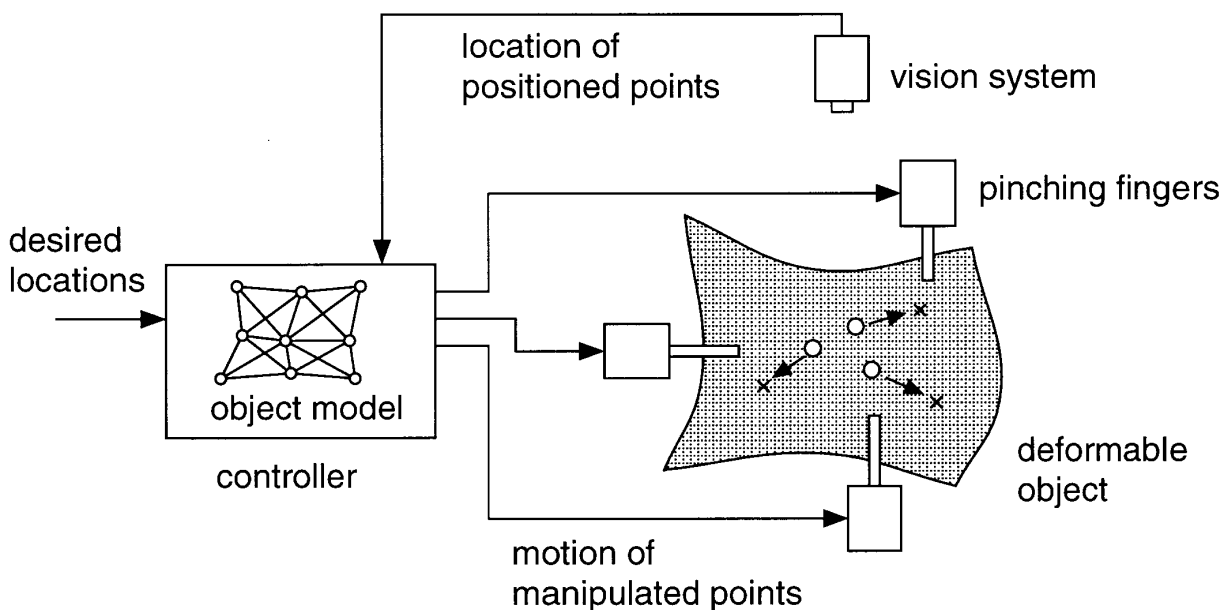 location of
positioned points
vision system
pinching fingers
desired
locations
object model
controller
deformable
object
motion of
manipulated points